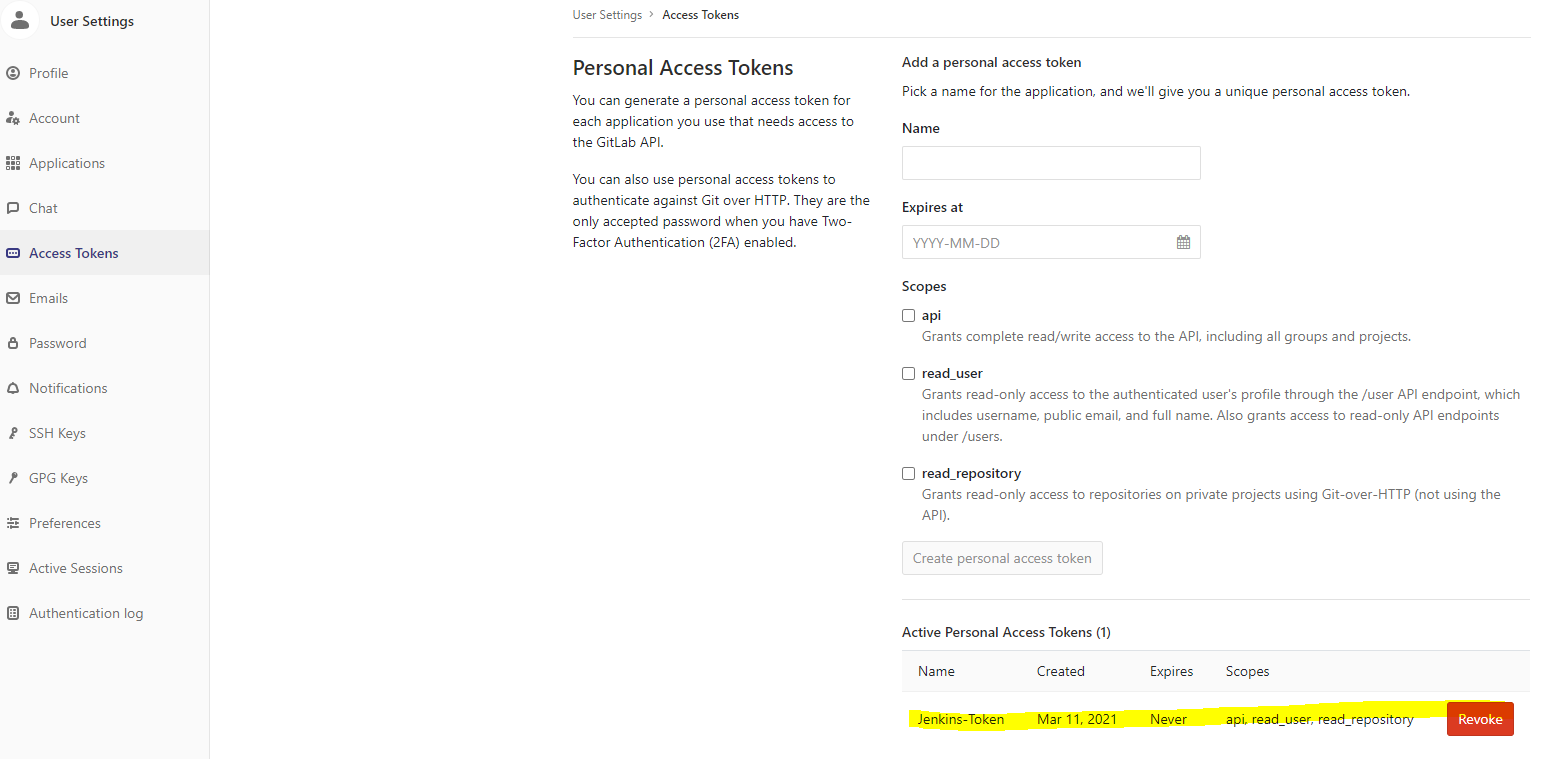 User Settings
Profile
Account
Applications
Chat
Access Tokens
Emails
Password
Notifications
SSH Keys
GPG Keys
Preferences
Active Sessions
Authentication log
User Settings › Access Tokens
Personal Access Tokens
You can generate a personal access token for
each application you use that needs access to
the GitLab API.
You can also use personal access tokens to
authenticate against Git over HTTP. They are the
only accepted password when you have Two-
Factor Authentication (2FA) enabled.
Add a personal access token
Pick a name for the application, and we'll give you a unique personal access token.
Name
Expires at
YYYY-MM-DD
Scopes
api
Grants complete read/write access to the API, including all groups and projects.
read_user
Grants read-only access to the authenticated user's profile through the /user API endpoint, which
includes username, public email, and full name. Also grants access to read-only API endpoints
under /users.
read_repository
Grants read-only access to repositories on private projects using Git-over-HTTP (not using the
API).
Create personal access token
Active Personal Access Tokens (1)
Name Created Expires Scopes
Jenkins-Token Mar 11, 2021 Never api, read_user, read_repository Revoke